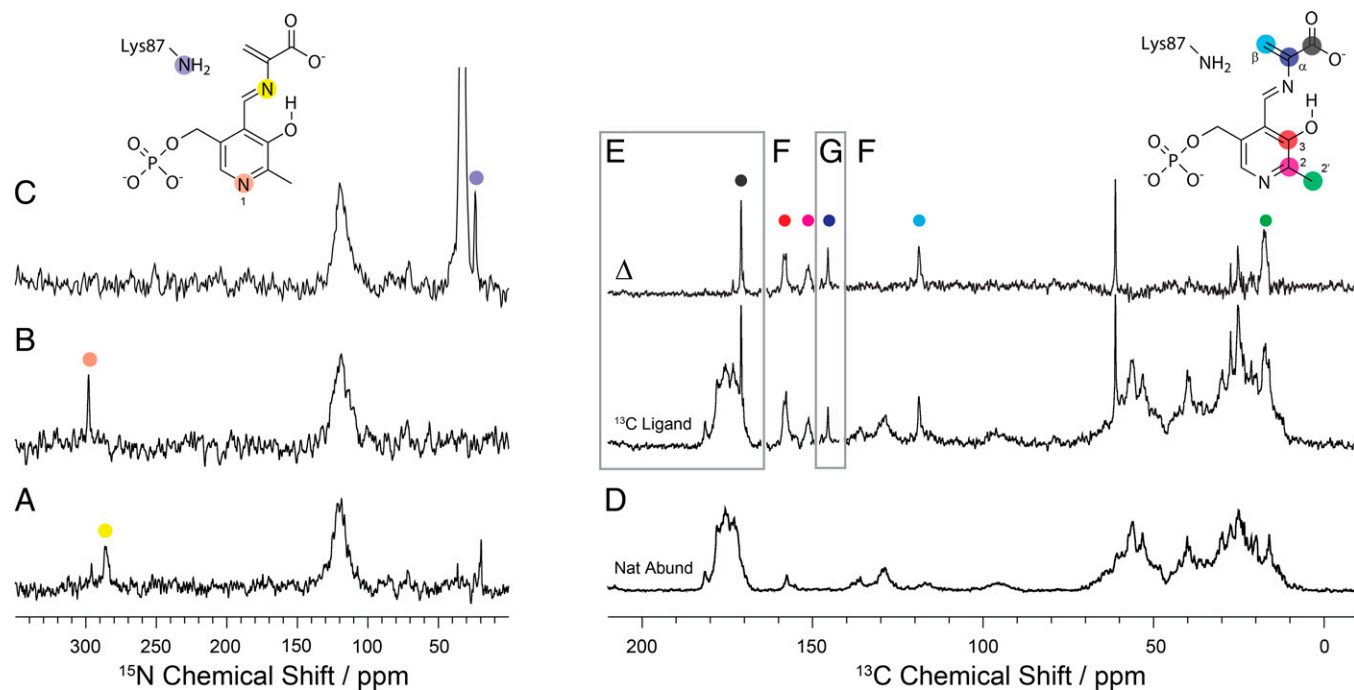 Lys87
NH₂
O
O⁻
N
H
O
O
P
O
O⁻
O⁻
N
1
C
B
A
300 250 200 150 100 50
¹⁵N Chemical Shift / ppm
Lys87
NH₂
O
O⁻
β
α
N
H
O
3
O
P
O
⁻O
O⁻
N
2
2'
E
F
G
F
Δ
¹³C Ligand
D
Nat Abund
200 150 100 50 0
¹³C Chemical Shift / ppm